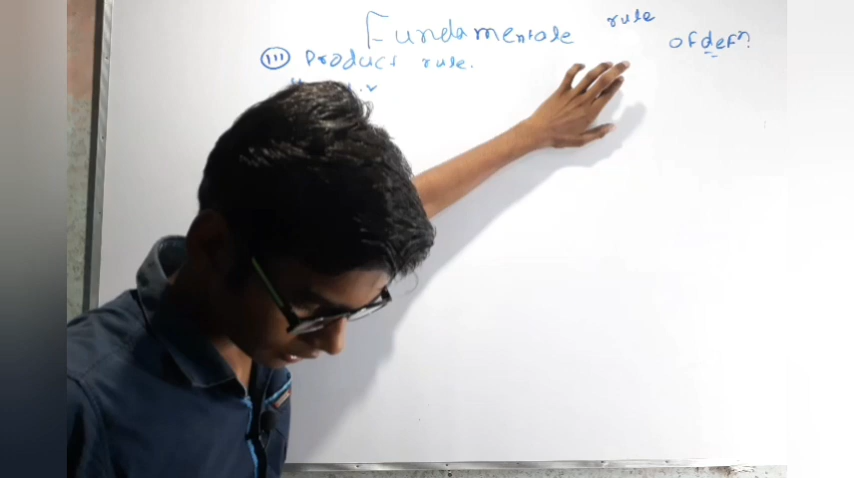 Fundamentale rule of defn
(iii) Product rule.